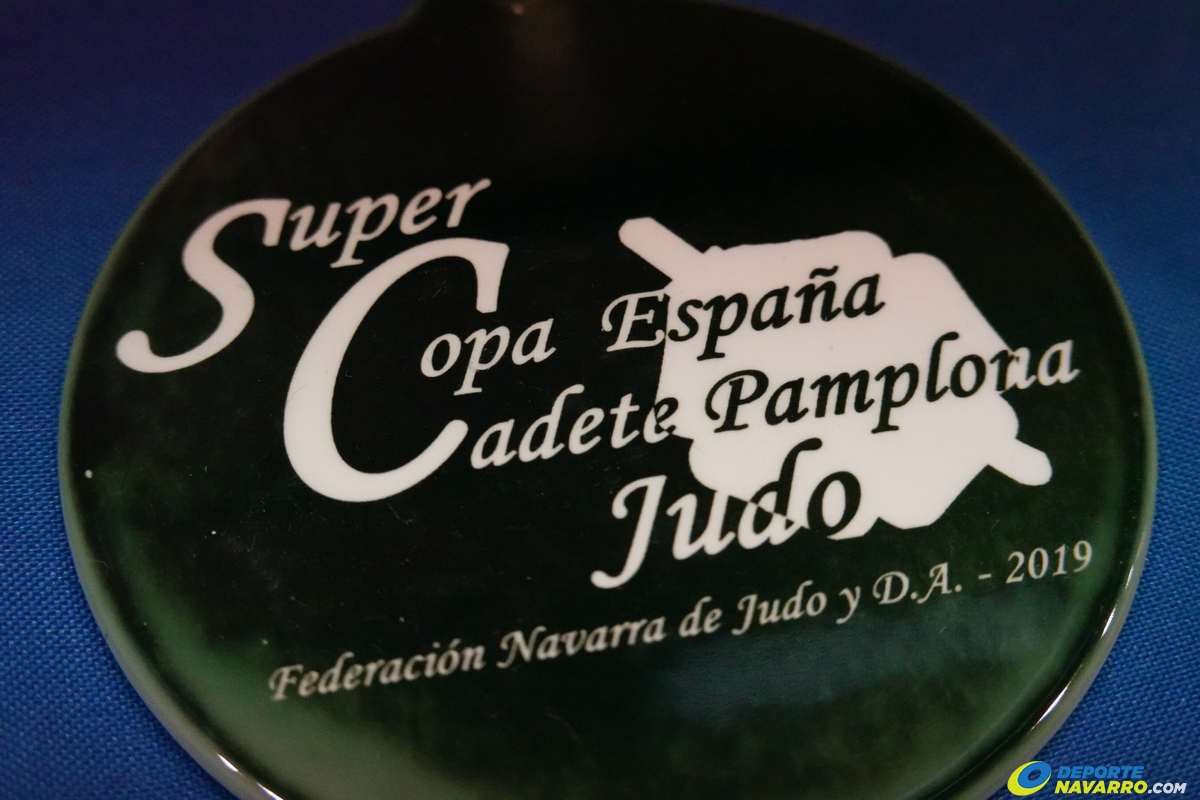 Super
Copa España
Cadete Pamplona
Judo
Federación Navarra de Judo y D.A. - 2019
DEPORTE
NAVARRO.COM